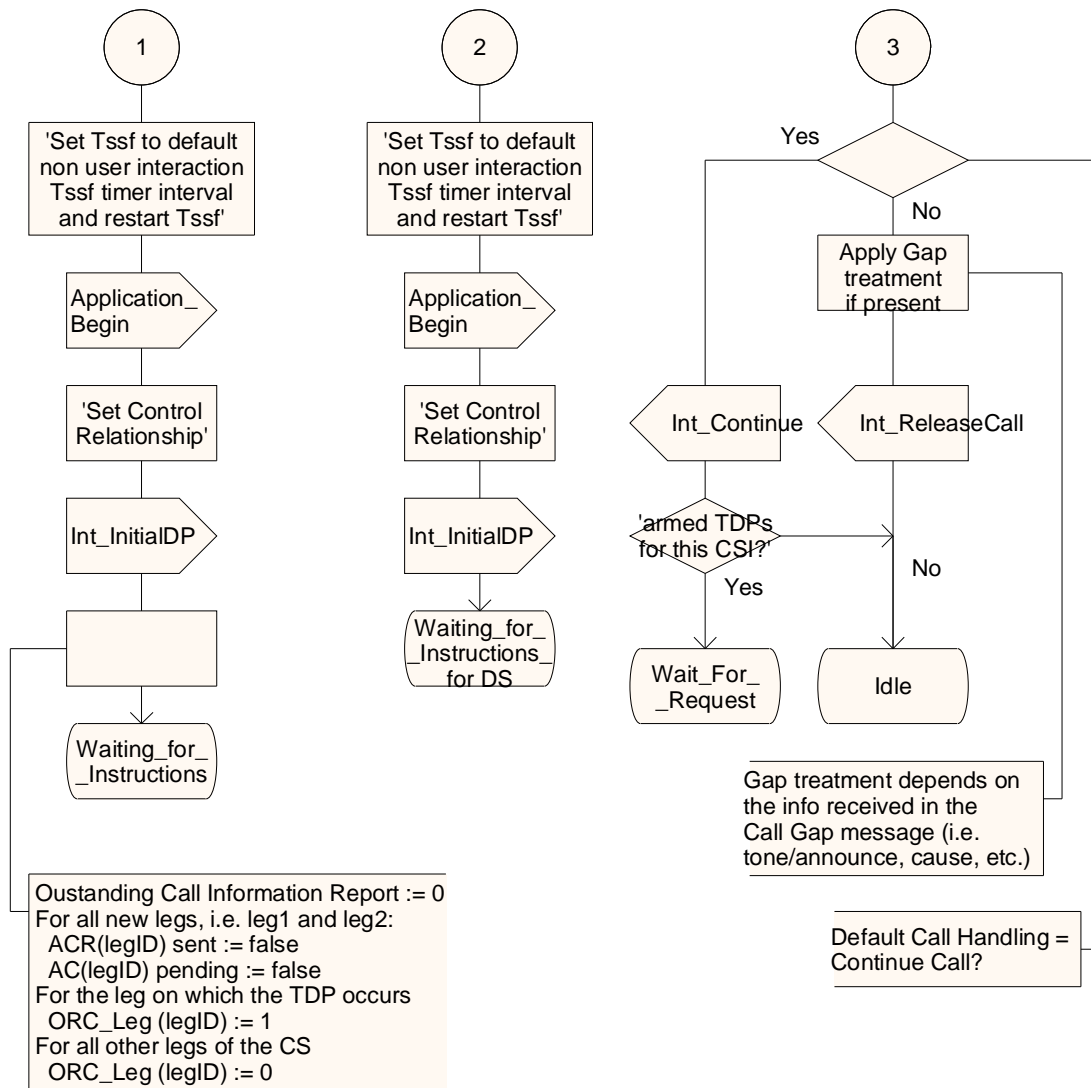 1
'Set Tssf to default
non user interaction
Tssf timer interval
and restart Tssf'
Application_
Begin
'Set Control
Relationship'
Int_InitialDP
Waiting_for_
_Instructions
Oustanding Call Information Report := 0
For all new legs, i.e. leg1 and leg2:
ACR(legID) sent := false
AC(legID) pending := false
For the leg on which the TDP occurs
ORC_Leg (legID) := 1
For all other legs of the CS
ORC_Leg (legID) := 0
2
'Set Tssf to default
non user interaction
Tssf timer interval
and restart Tssf'
Application_
Begin
'Set Control
Relationship'
Int_InitialDP
Waiting_for_
_Instructions_
for DS
3
Yes
No
Apply Gap
treatment
if present
Int_Continue
Int_ReleaseCall
'armed TDPs
for this CSI?'
No
Yes
Wait_For_
_Request
Idle
Gap treatment depends on
the info received in the
Call Gap message (i.e.
tone/announce, cause, etc.)
Default Call Handling =
Continue Call?